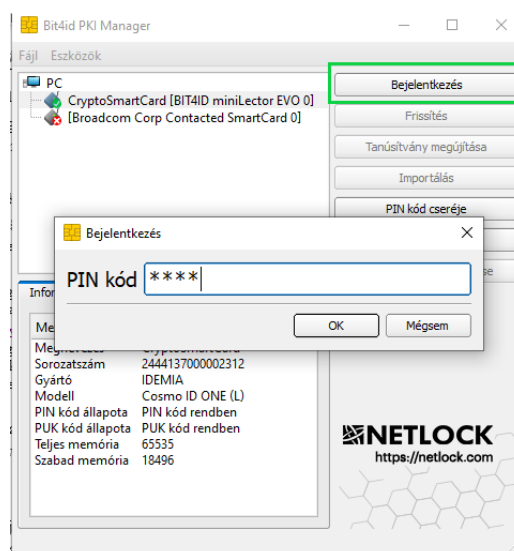 Bit4id PKI Manager
Fájl Eszközök
PC
CryptoSmartCard [BIT4ID miniLector EVO 0]
[Broadcom Corp Contacted SmartCard 0]
Bejelentkezés
Frissítés
Tanúsítvány megújítása
Importálás
PIN kód cseréje
Bejelentkezés
PIN kód ****
OK Mégsem
Sorozatszám 2444137000002312
Gyártó IDEMIA
Modell Cosmo ID ONE (L)
PIN kód állapota PIN kód rendben
PUK kód állapota PUK kód rendben
Teljes memória 65535
Szabad memória 18496
NETLOCK
https://netlock.com